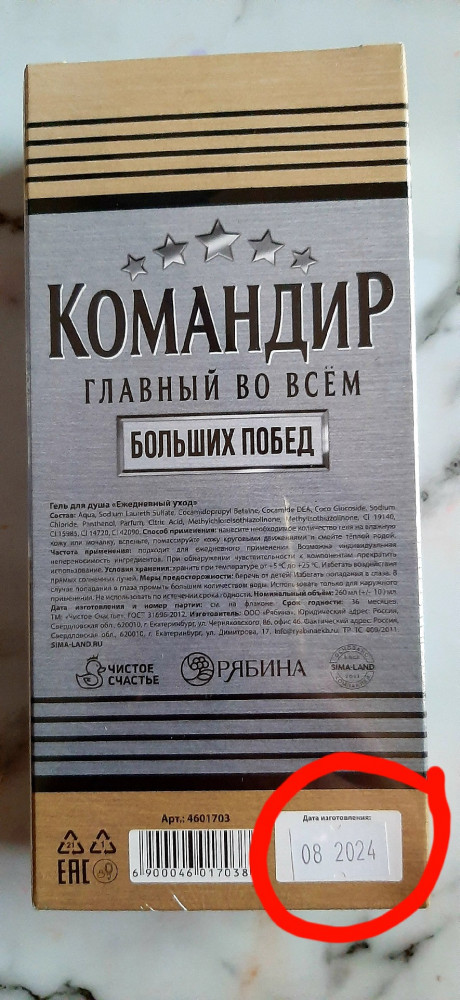 КОМАНДИР
ГЛАВНЫЙ ВО ВСЁМ
БОЛЬШИХ ПОБЕД
Гель для душа «Ежедневный уход»
Состав: Aqua, Sodium Laureth Sulfate, Cocamidopropyl Betaine, Cocamide DEA, Coco Glucoside, Sodium
Chloride, Panthenol, Parfum, Citric Acid, Methylchloroisothiazolinone, Methylisothiazolinone, CI 19140,
CI 15985, CI 14720, CI 42090. Способ применения: нанесите необходимое количество геля на влажную
кожу или мочалку, вспеньте, помассируйте кожу круговыми движениями и смойте тёплой водой.
Частота применения: подходит для ежедневного применения. Возможна индивидуальная
непереносимость ингредиентов. При обнаружении чувствительности к компонентам прекратить
использование. Условия хранения: хранить при температуре от +5 °C до +25 °C. Избегать воздействия
прямых солнечных лучей. Меры предосторожности: беречь от детей! Избегать попадания в глаза. В
случае попадания в глаза промыть большим количеством воды. Использовать только для наружного
применения. Не использовать по истечении срока годности. Номинальный объём: 260 мл (+/- 10) мл.
Дата изготовления и номер партии: см. на флаконе. Срок годности: 36 месяцев.
ТМ: «Чистое Счастье». ГОСТ 31696-2012. Изготовитель: ООО «Рябина». Юридический адрес: Россия,
Свердловская обл., 620010, г. Екатеринбург, ул. Черняховского, 86, офис 46. Фактический адрес: Россия,
Свердловская обл., 620010, г. Екатеринбург, ул. Димитрова, 17. ТР ТС 009/2011
SIMA-LAND.RU
ЧИСТОЕ
СЧАСТЬЕ
РЯБИНА
SIMA-LAND
Арт.: 4601703
Дата изготовления:
08 2024
21
EAC
6 900046 017038